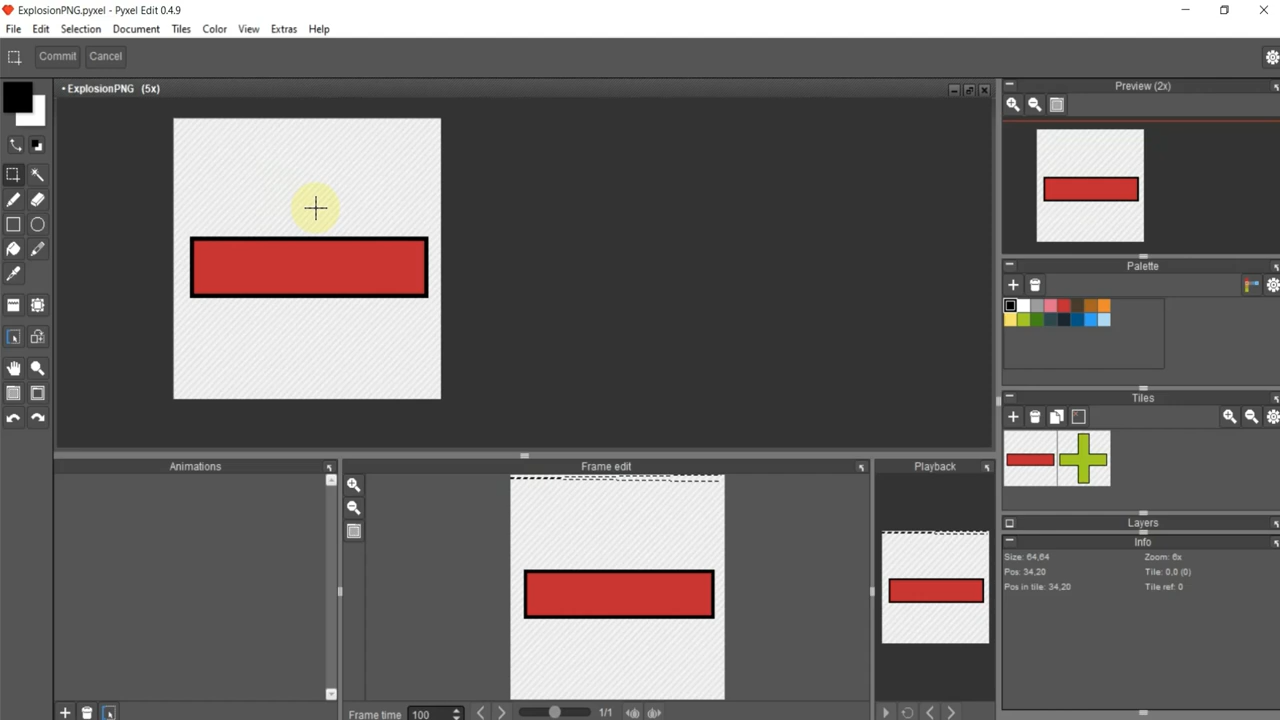 ExplosionPNG.pyxel - Pyxel Edit 0.4.9
File Edit Selection Document Tiles Color View Extras Help
Commit Cancel
•ExplosionPNG (5x)
Preview (2x)
Palette
Tiles
Layers
Info
Size: 64,64 Zoom: 6x
Pos: 34,20 Tile: 0,0 (0)
Pos in tile: 34,20 Tile ref: 0
Animations
Frame edit
Playback
Frame time 100 1/1